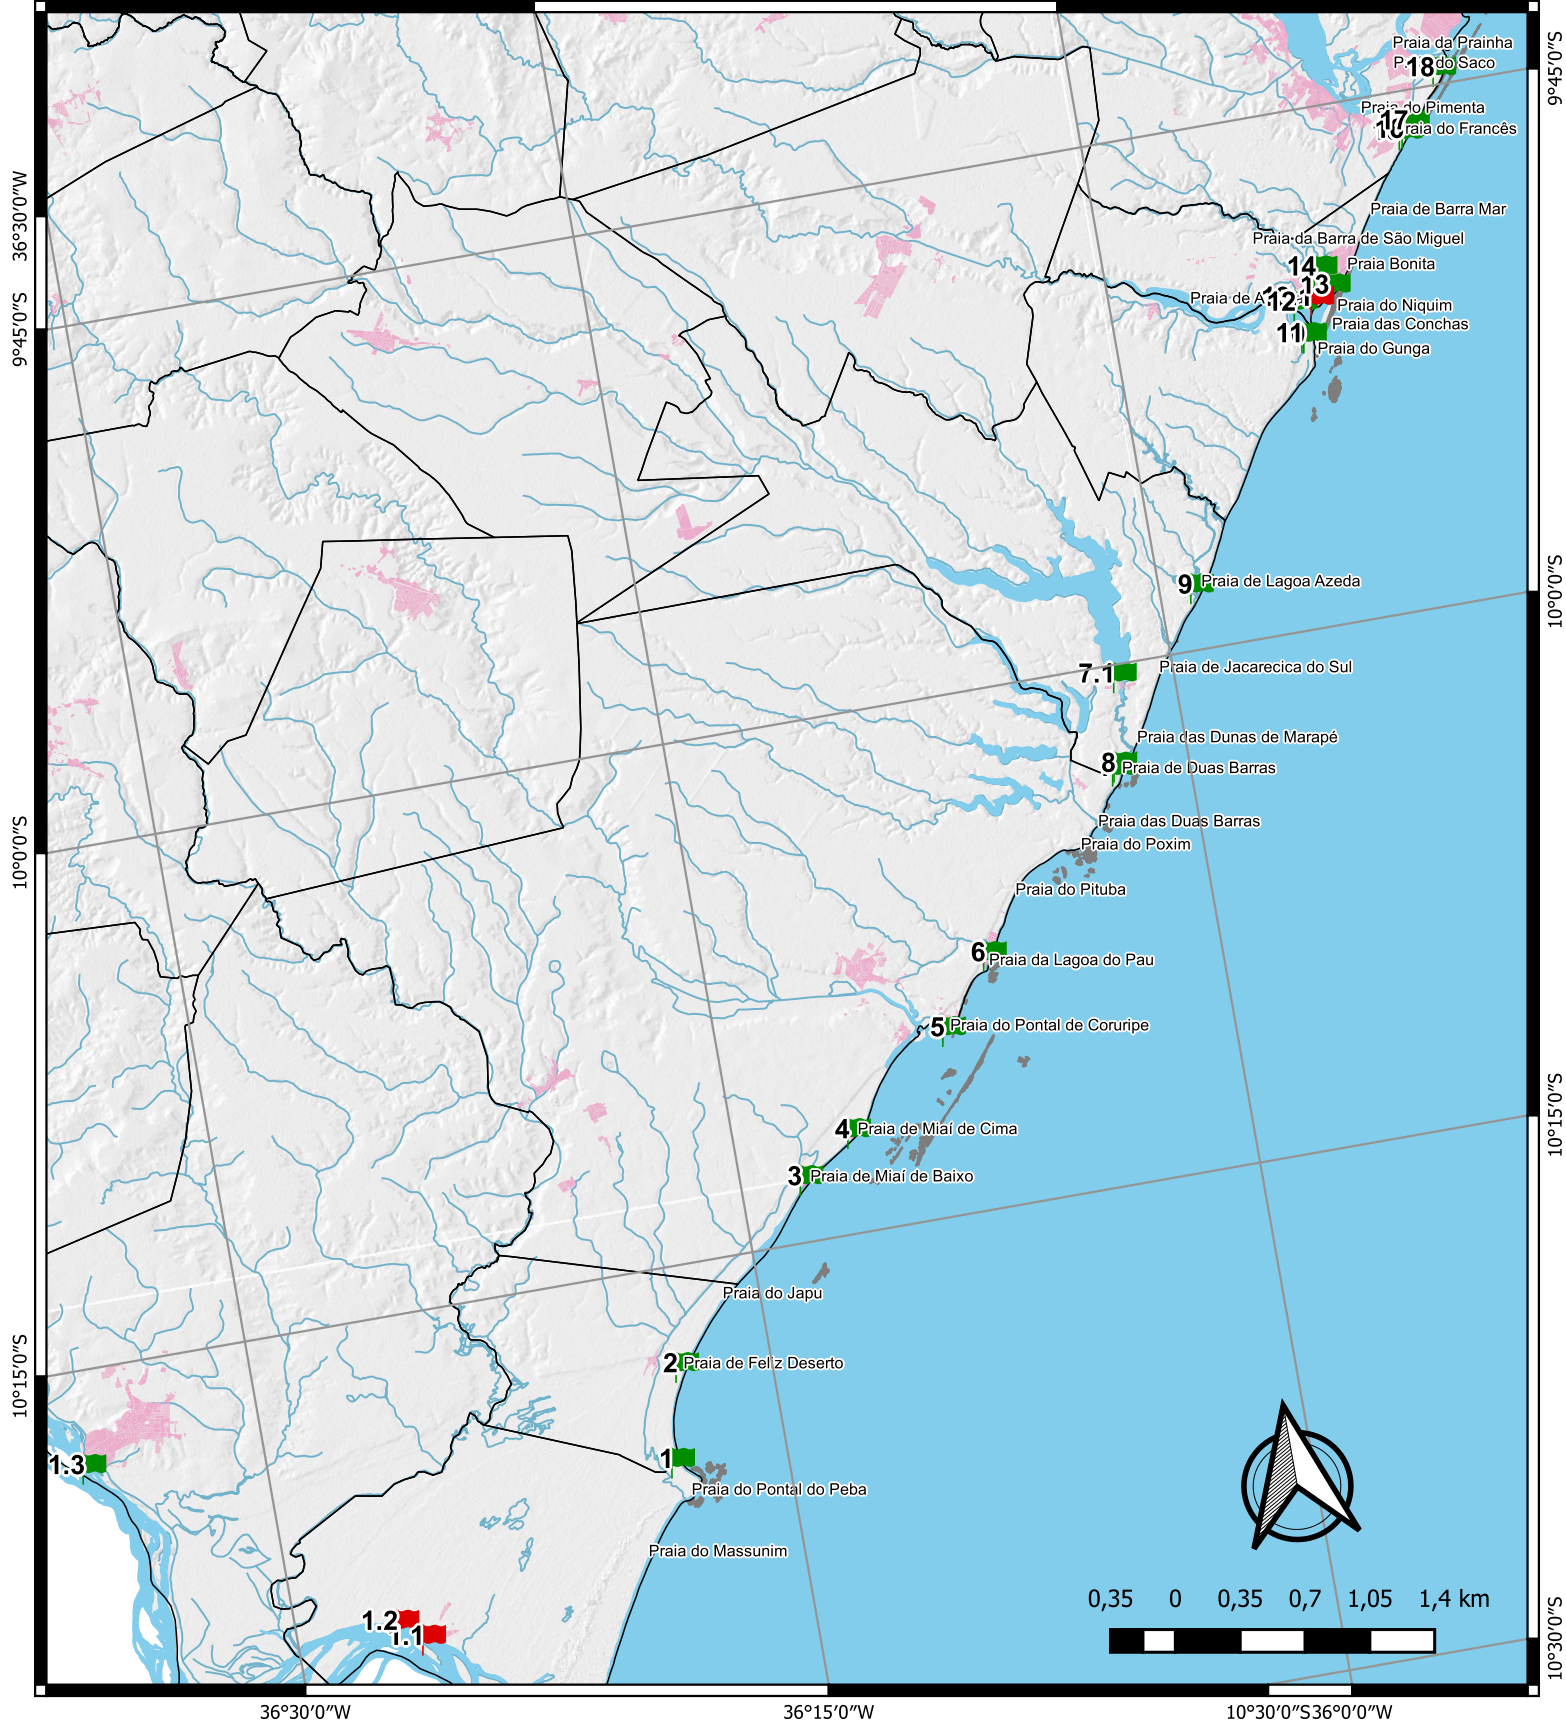 Praia da Prainha
18 do Saco
9°45'0"S
Praia do Pimenta
17
Praia do Francês
36°30'0"W
Praia de Barra Mar
Praia da Barra de São Miguel
14 Praia Bonita
13
Praia de
12
Praia do Niquim
Praia das Conchas
11
Praia do Gunga
9°45'0"S
9 Praia de Lagoa Azeda
10°0'0"S
7.1
Praia de Jacarecica do Sul
Praia das Dunas de Marapé
8 Praia de Duas Barras
Praia das Duas Barras
Praia do Poxim
10°0'0"S
Praia do Pituba
6 Praia da Lagoa do Pau
5 Praia do Pontal de Coruripe
10°15'0"S
4 Praia de Miaí de Cima
3 Praia de Miaí de Baixo
Praia do Japu
10°15'0"S
2 Praia de Feliz Deserto
1
1.3
Praia do Pontal do Peba
Praia do Massunim
1.2
1.1
0,35 0 0,35 0,7 1,05 1,4 km
10°30'0"S
36°30'0"W 36°15'0"W 10°30'0"S36°0'0"W